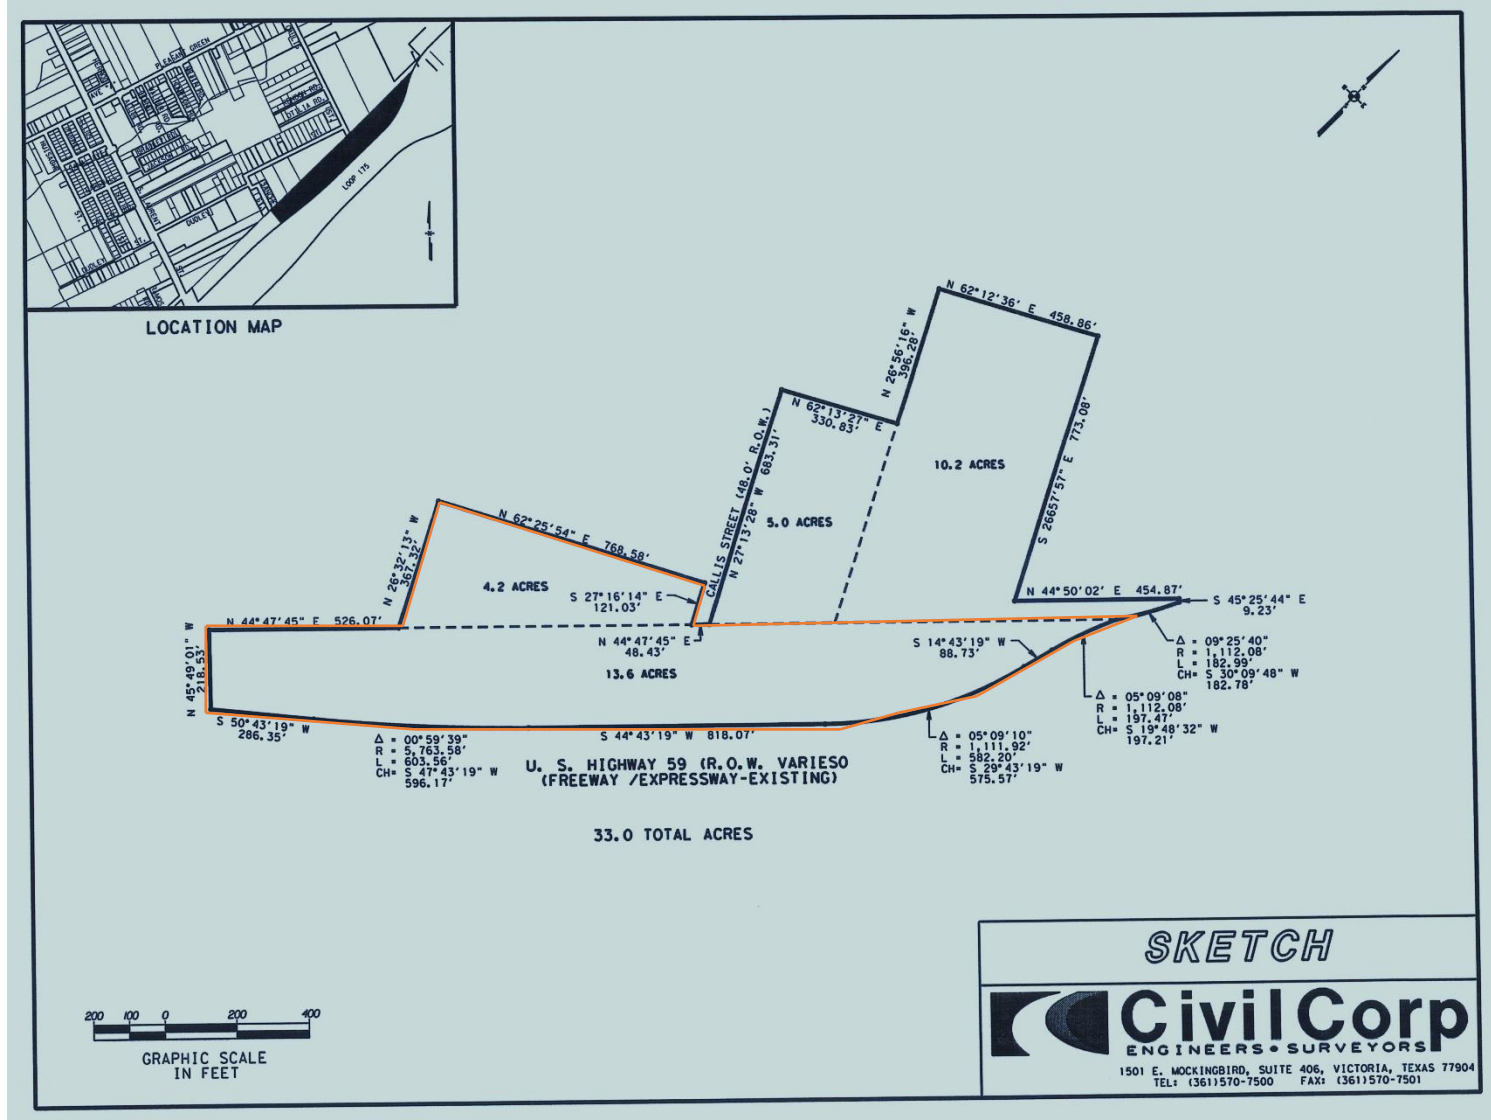 PLEASANT GREEN
AVE
LOOP 175
DUDLEY
DUDLEY
ST.
ST.
ST.
LOCATION MAP
N 62°12'36" E 458.86'
N 26°56'16" W
396.28'
N 62°13'27" E
330.83'
S 26657'57" E 773.08'
10.2 ACRES
CALLIS STREET (48.0' R.O.W.)
N 27°13'28" W 683.31'
5.0 ACRES
N 62°25'54" E 768.58'
N 26°32'13" W
367.32'
4.2 ACRES
S 27°16'14" E
121.03'
N 44°50'02" E 454.87'
S 45°25'44" E
9.23'
N 44°47'45" E 526.07'
N 44°47'45" E
48.43'
N 45°49'01" W
218.53'
S 14°43'19" W
88.73'
13.6 ACRES
Δ = 09°25'40"
R = 1,112.08'
L = 182.99'
CH= S 30°09'48" W
182.78'
Δ = 05°09'08"
R = 1,112.08'
L = 197.47'
CH= S 19°48'32" W
197.21'
S 50°43'19" W
286.35'
Δ = 00°59'39"
R = 5,763.58'
L = 603.56'
CH= S 47°43'19" W
596.17'
S 44°43'19" W 818.07'
Δ = 05°09'10"
R = 1,111.92'
L = 582.20'
CH= S 29°43'19" W
575.57'
U. S. HIGHWAY 59 (R.O.W. VARIESO
(FREEWAY /EXPRESSWAY-EXISTING)
33.0 TOTAL ACRES
200 100 0 200 400
GRAPHIC SCALE
IN FEET
SKETCH
CivilCorp
ENGINEERS • SURVEYORS
1501 E. MOCKINGBIRD, SUITE 406, VICTORIA, TEXAS 77904
TEL: (361)570-7500 FAX: (361)570-7501